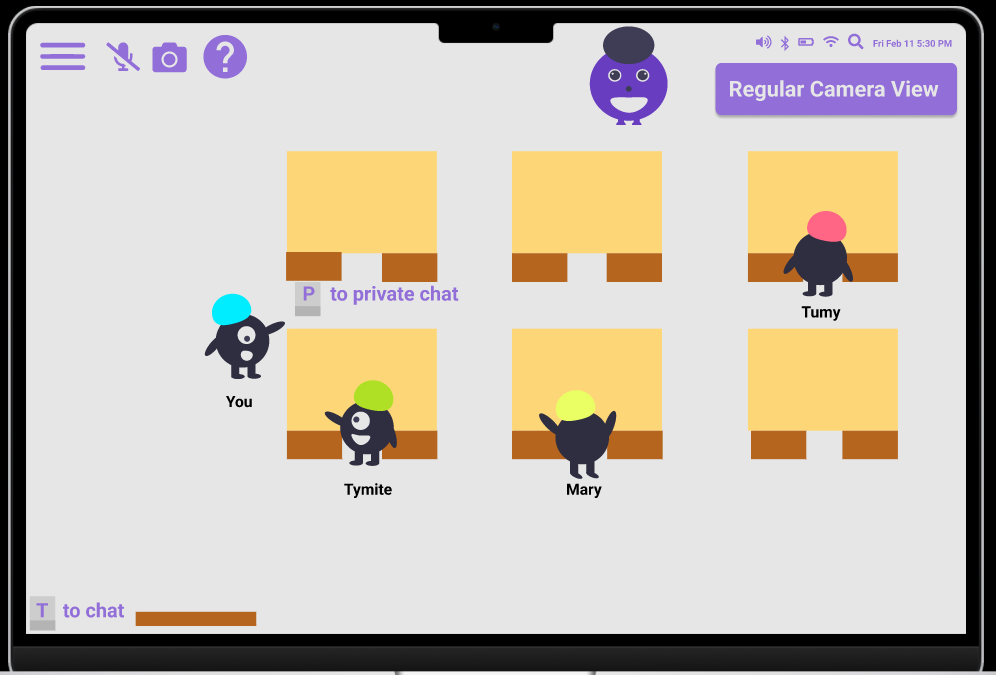 ?
Fri Feb 11 5:30 PM
Regular Camera View
P to private chat
Tumy
You
Tymite
Mary
T to chat